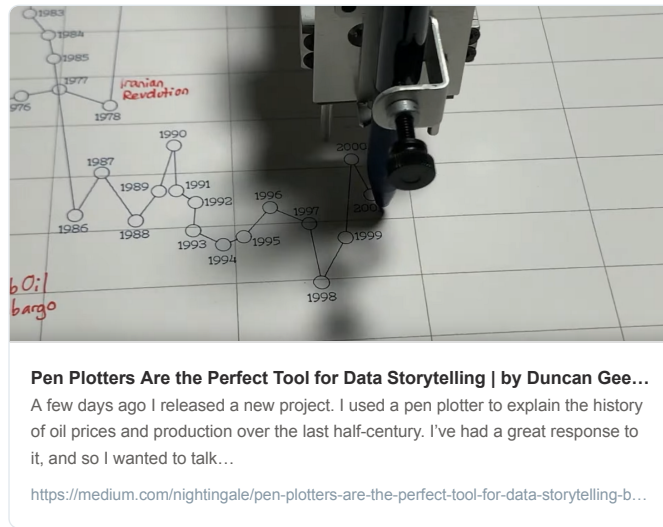 1983
1984
1985
1977
Iranian
Revolution
976
1978
1990
1987
1989
1991
1992
1986
1988
1993
1994
1995
1996
1997
1998
1999
2000
200
bOil
bargo
Pen Plotters Are the Perfect Tool for Data Storytelling | by Duncan Gee…
A few days ago I released a new project. I used a pen plotter to explain the history
of oil prices and production over the last half-century. I've had a great response to
it, and so I wanted to talk…
https://medium.com/nightingale/pen-plotters-are-the-perfect-tool-for-data-storytelling-b…